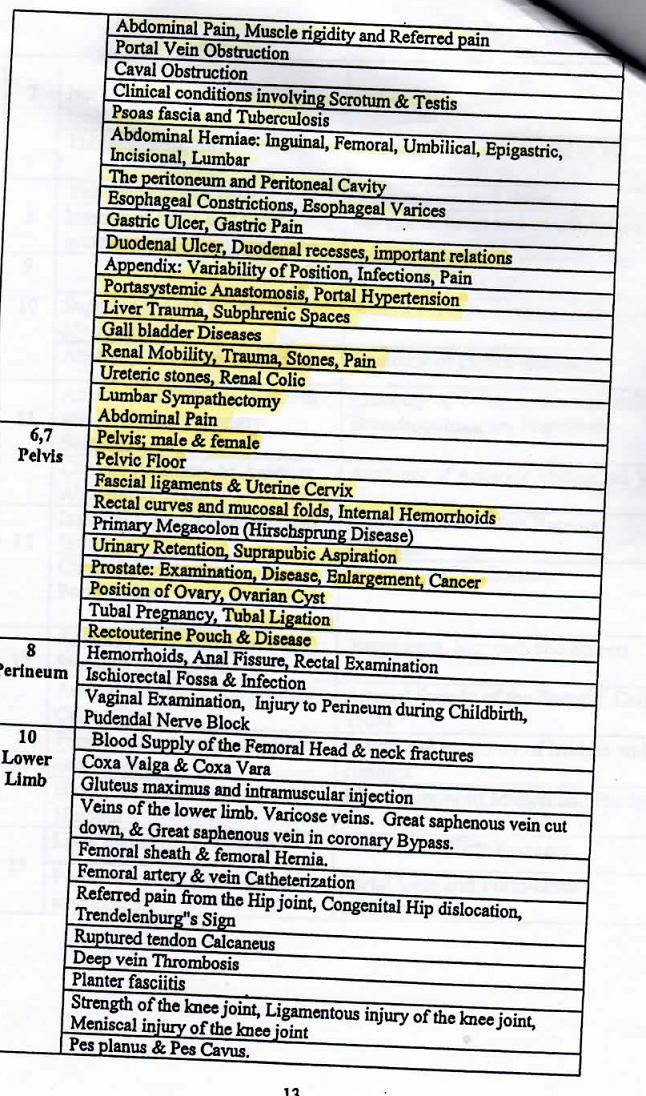 Abdominal Pain, Muscle rigidity and Referred pain
Portal Vein Obstruction
Caval Obstruction
Clinical conditions involving Scrotum & Testis
Psoas fascia and Tuberculosis
Abdominal Herniae: Inguinal, Femoral, Umbilical, Epigastric,
Incisional, Lumbar
The peritoneum and Peritoneal Cavity
Esophageal Constrictions, Esophageal Varices
Gastric Ulcer, Gastric Pain
Duodenal Ulcer, Duodenal recesses, important relations
Appendix: Variability of Position, Infections, Pain
Portasystemic Anastomosis, Portal Hypertension
Liver Trauma, Subphrenic Spaces
Gall bladder Diseases
Renal Mobility, Trauma, Stones, Pain
Ureteric stones, Renal Colic
Lumbar Sympathectomy
Abdominal Pain
6,7
Pelvis
Pelvis; male & female
Pelvic Floor
Fascial ligaments & Uterine Cervix
Rectal curves and mucosal folds, Internal Hemorrhoids
Primary Megacolon (Hirschsprung Disease)
Urinary Retention, Suprapubic Aspiration
Prostate: Examination, Disease, Enlargement, Cancer
Position of Ovary, Ovarian Cyst
Tubal Pregnancy, Tubal Ligation
Rectouterine Pouch & Disease
8
Perineum
Hemorrhoids, Anal Fissure, Rectal Examination
Ischiorectal Fossa & Infection
Vaginal Examination, Injury to Perineum during Childbirth,
Pudendal Nerve Block
10
Lower
Limb
Blood Supply of the Femoral Head & neck fractures
Coxa Valga & Coxa Vara
Gluteus maximus and intramuscular injection
Veins of the lower limb. Varicose veins. Great saphenous vein cut
down, & Great saphenous vein in coronary Bypass.
Femoral sheath & femoral Hernia.
Femoral artery & vein Catheterization
Referred pain from the Hip joint, Congenital Hip dislocation,
Trendelenburg"s Sign
Ruptured tendon Calcaneus
Deep vein Thrombosis
Planter fasciitis
Strength of the knee joint, Ligamentous injury of the knee joint,
Meniscal injury of the knee joint
Pes planus & Pes Cavus.
13